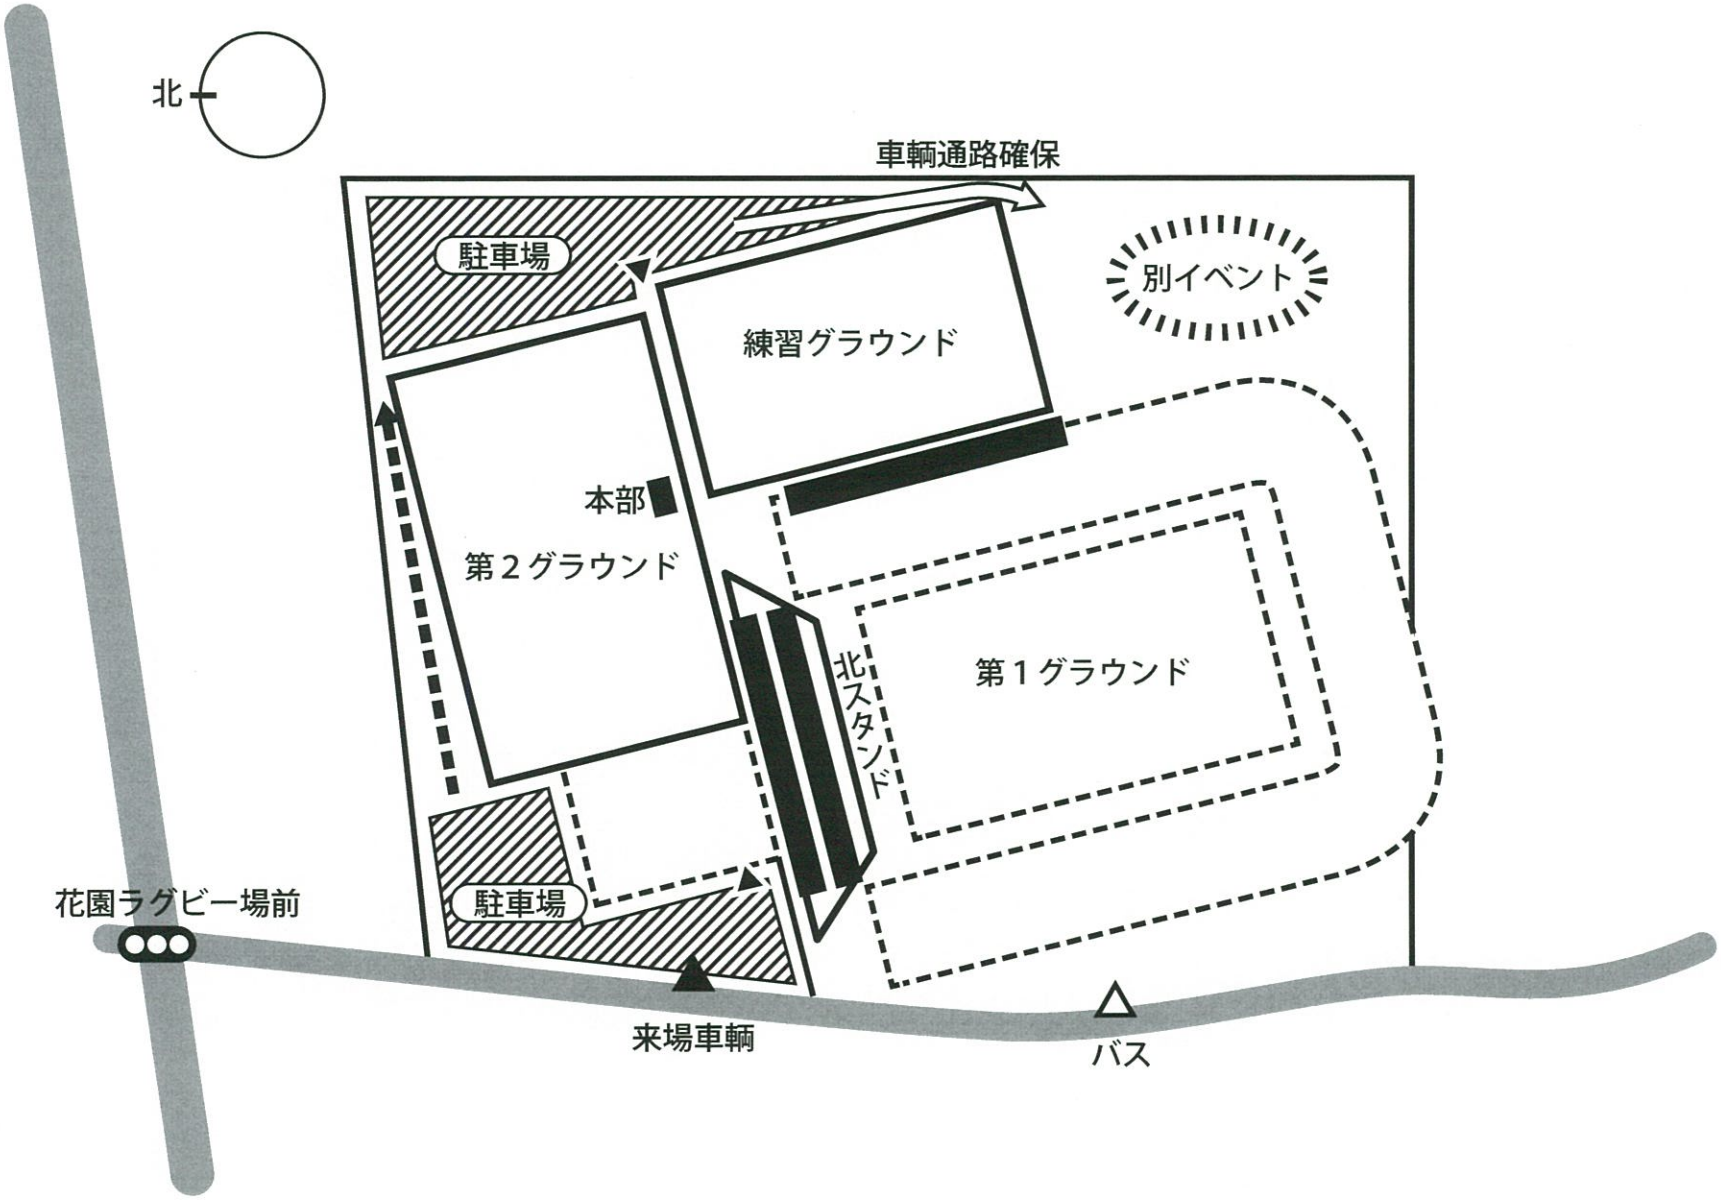 北
車輌通路確保
駐車場
別イベント
練習グラウンド
本部
第2グラウンド
北スタンド
第1グラウンド
花園ラグビー場前
駐車場
来場車輌
バス